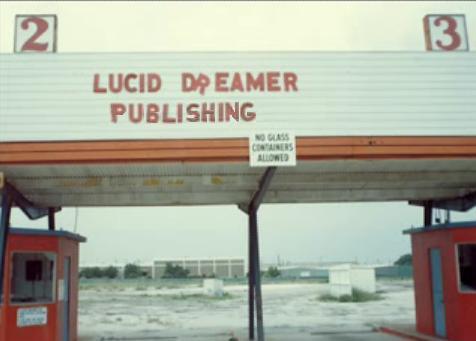 2
3
LUCID DREAMER
PUBLISHING
NO GLASS
CONTAINERS
ALLOWED